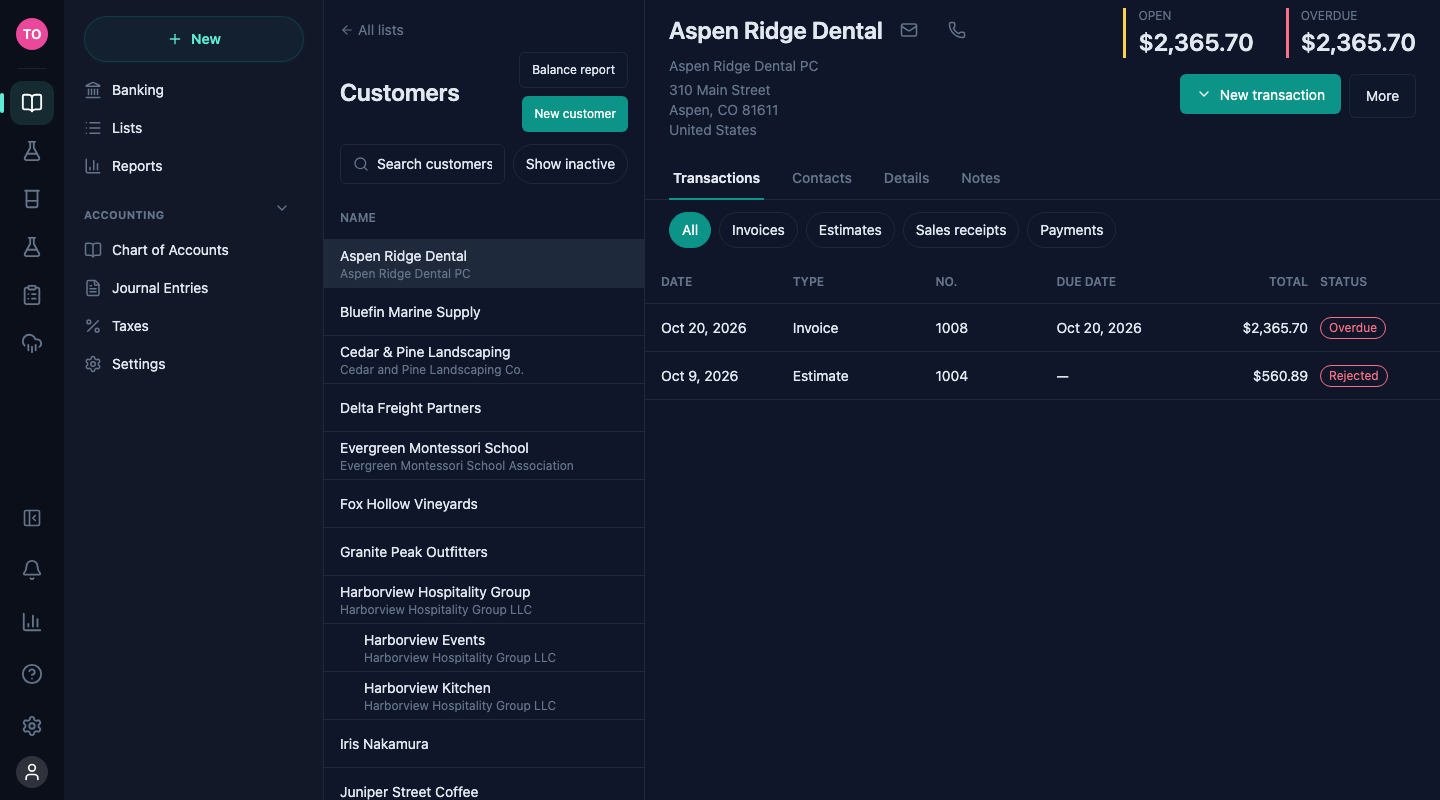 TO
New
Banking
Lists
Reports
ACCOUNTING
Chart of Accounts
Journal Entries
Taxes
Settings
All lists
Customers
Balance report
New customer
Search customers
Show inactive
NAME
Aspen Ridge Dental
Aspen Ridge Dental PC
Bluefin Marine Supply
Cedar & Pine Landscaping
Cedar and Pine Landscaping Co.
Delta Freight Partners
Evergreen Montessori School
Evergreen Montessori School Association
Fox Hollow Vineyards
Granite Peak Outfitters
Harborview Hospitality Group
Harborview Hospitality Group LLC
Harborview Events
Harborview Hospitality Group LLC
Harborview Kitchen
Harborview Hospitality Group LLC
Iris Nakamura
Juniper Street Coffee
Aspen Ridge Dental
Aspen Ridge Dental PC
310 Main Street
Aspen, CO 81611
United States
OPEN
$2,365.70
OVERDUE
$2,365.70
New transaction
More
Transactions Contacts Details Notes
All Invoices Estimates Sales receipts Payments
DATE TYPE NO. DUE DATE TOTAL STATUS
Oct 20, 2026 Invoice 1008 Oct 20, 2026 $2,365.70 Overdue
Oct 9, 2026 Estimate 1004 — $560.89 Rejected